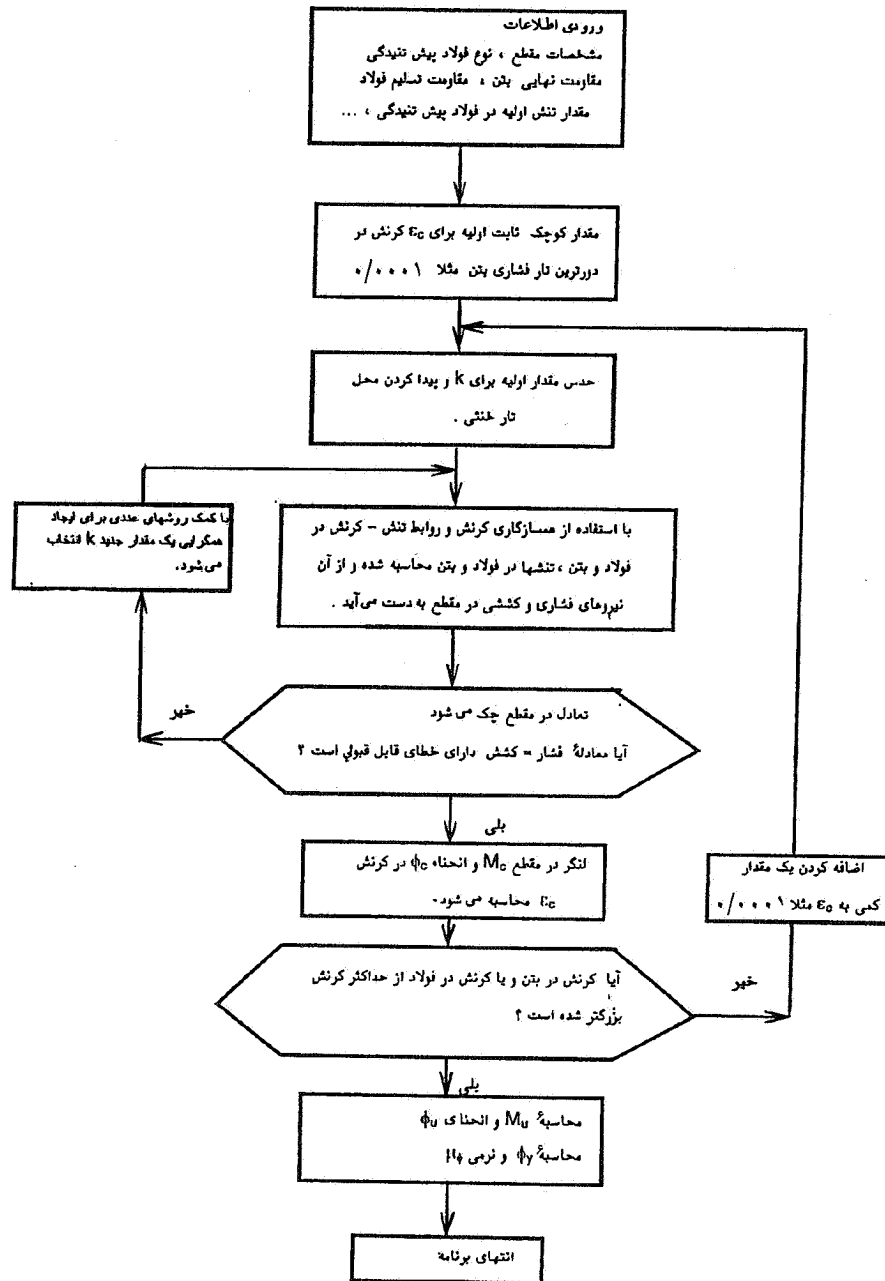 ورودی اطلاعات
مشخصات مقطع ، نوع فولاد پیش تنیدگی
مقاومت نهایی بتن ، مقاومت تسلیم فولاد
مقدار تنش اولیه در فولاد پیش تنیدگی ، ...
مقدار کوچک ثابت اولیه برای εc کرنش در
دورترین تار فشاری بتن مثلا ۰/۰۰۰۱
حدس مقدار اولیه برای k و پیدا کردن محل
تار خنثی .
با کمک روشهای عددی برای ایجاد
همگرایی یک مقدار جدید k انتخاب
می‌شود.
با استفاده از همسازگاری کرنش و روابط تنش – کرنش در
فولاد و بتن ، تنشها در فولاد و بتن محاسبه شده و از آن
نیروهای فشاری و کششی در مقطع به دست می‌آید .
خیر
تعادل در مقطع چک می شود
آیا معادلهٔ فشار = کشش دارای خطای قابل قبولی است ؟
بلی
لنگر در مقطع Mc و انحناء ϕc در کرنش
εc محاسبه می شود.
اضافه کردن یک مقدار
کمی به εc مثلا ۰/۰۰۰۱
آیا کرنش در بتن و یا کرنش در فولاد از حداکثر کرنش
بزرگتر شده است ؟
خیر
بلی
محاسبهٔ Mu و انحنای ϕu
محاسبهٔ ϕy و نرمی μϕ
انتهای برنامه